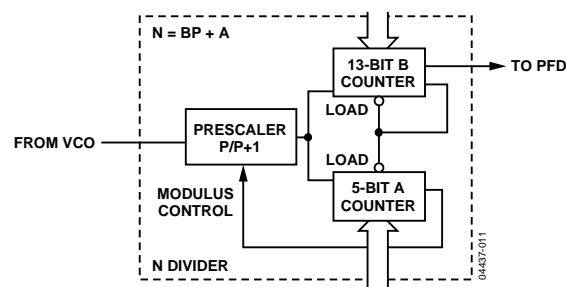 N = BP + A
13-BIT B
COUNTER
TO PFD
LOAD
PRESCALER
P/P+1
FROM VCO
LOAD
MODULUS
CONTROL
5-BIT A
COUNTER
N DIVIDER
04437-011